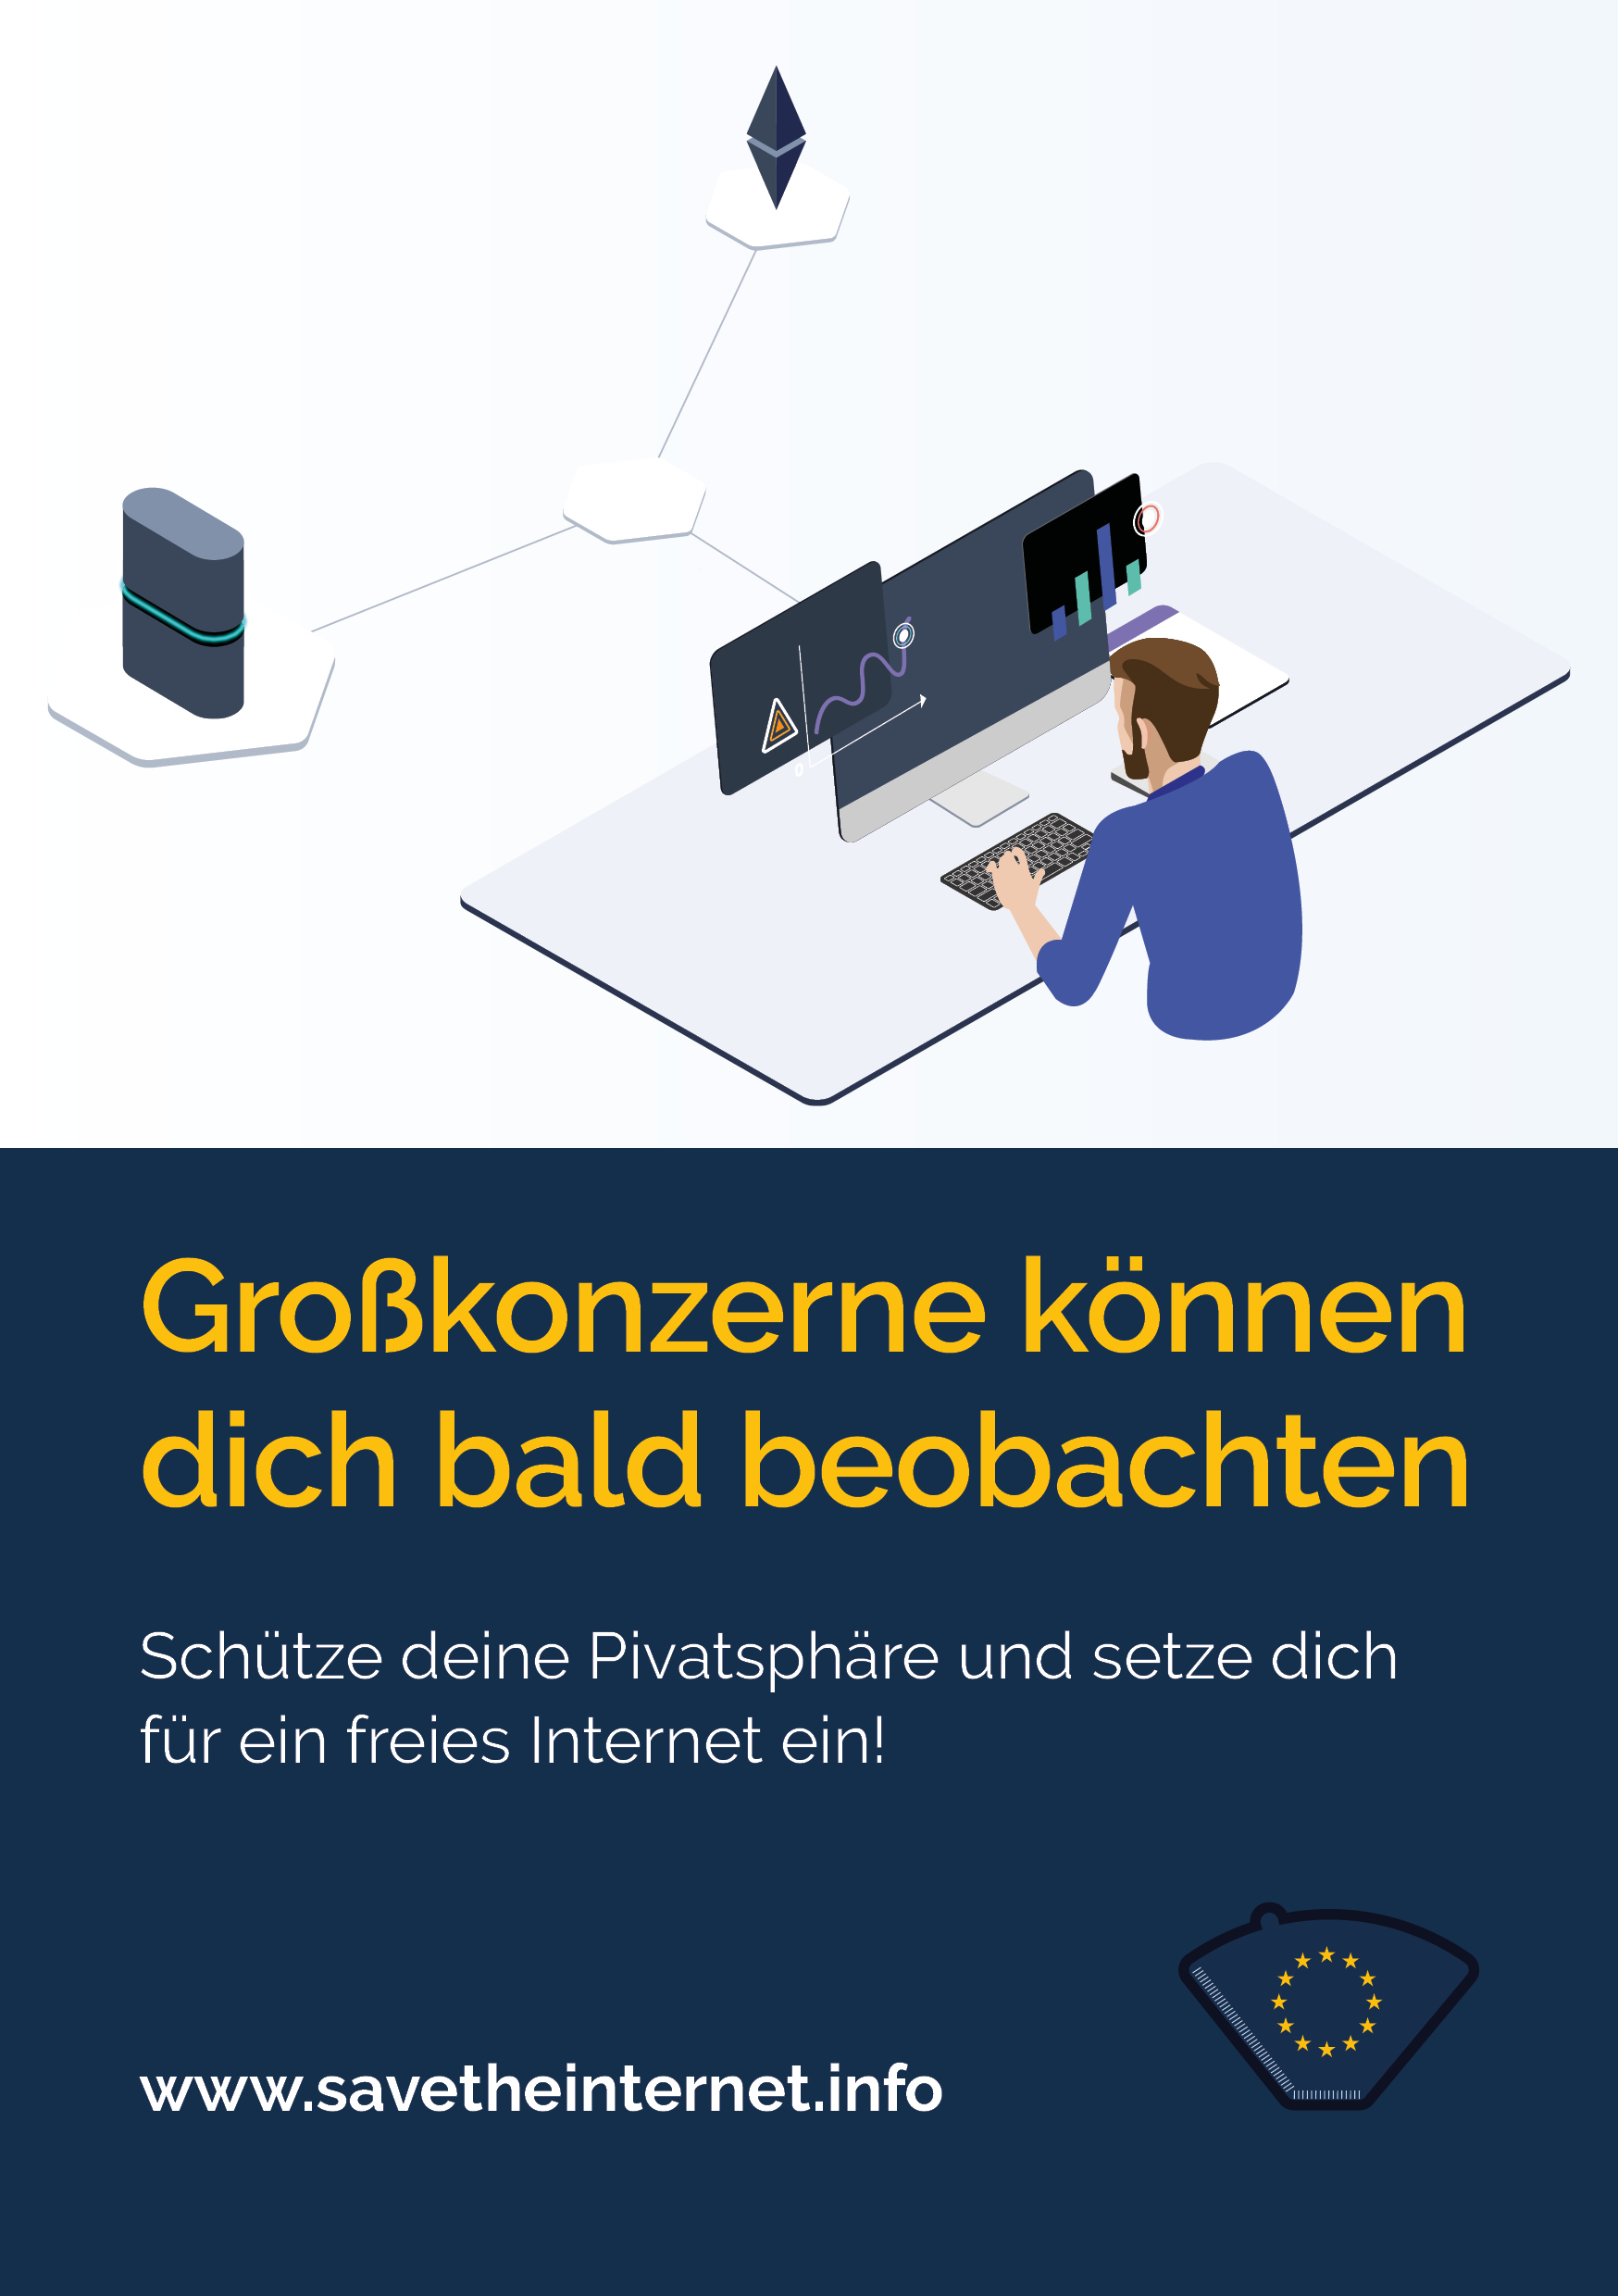 0
Großkonzerne können
dich bald beobachten
Schütze deine Pivatsphäre und setze dich
für ein freies Internet ein!
www.savetheinternet.info